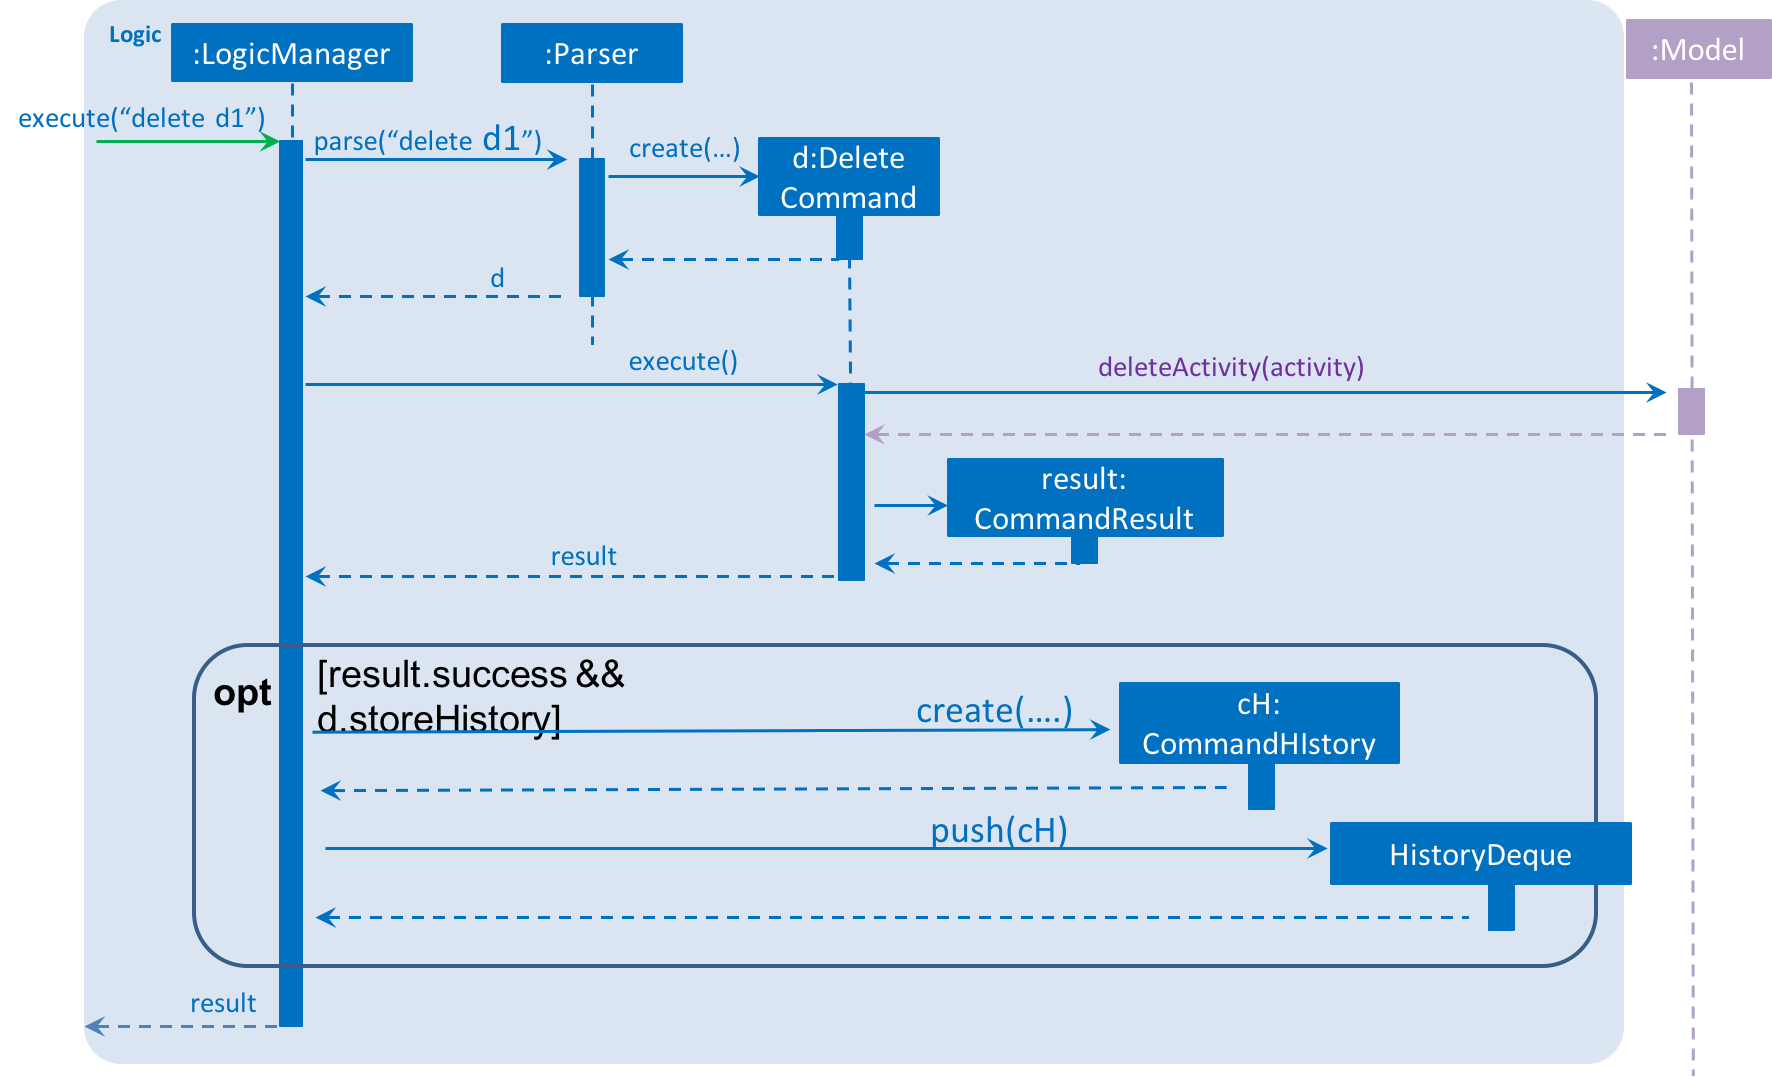 Logic
:LogicManager
:Parser
:Model
execute(“delete d1”)
parse(“delete d1”)
create(...)
d:Delete
Command
d
execute()
deleteActivity(activity)
result:
CommandResult
result
opt
[result.success &&
d.storeHistory]
create(....)
cH:
CommandHIstory
push(cH)
HistoryDeque
result